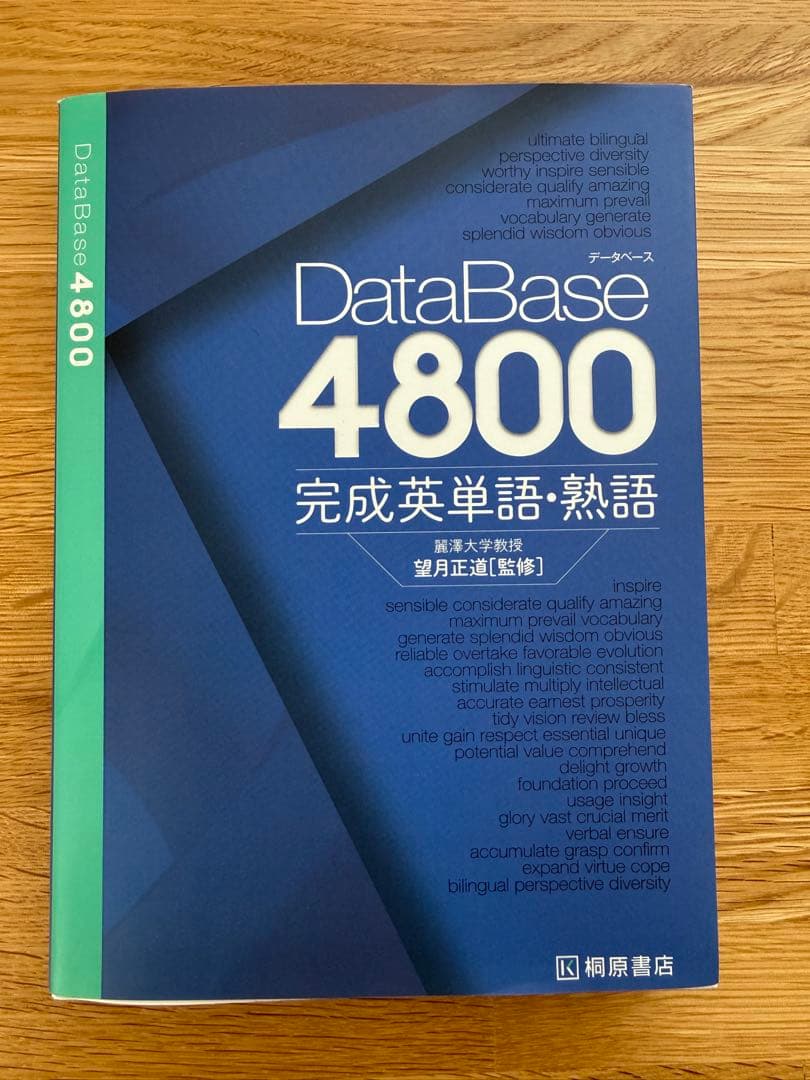 DataBase 4800
ultimate bilingual
perspective diversity
worthy inspire sensible
considerate qualify amazing
maximum prevail
vocabulary generate
splendid wisdom obvious
データベース
DataBase
4800
完成英単語・熟語
麗澤大学教授
望月正道[監修]
inspire
sensible considerate qualify amazing
maximum prevail vocabulary
generate splendid wisdom obvious
reliable overtake favorable evolution
accomplish linguistic consistent
stimulate multiply intellectual
accurate earnest prosperity
tidy vision review bless
unite gain respect essential unique
potential value comprehend
delight growth
foundation proceed
usage insight
glory vast crucial merit
verbal ensure
accumulate grasp confirm
expand virtue cope
bilingual perspective diversity
K 桐原書店